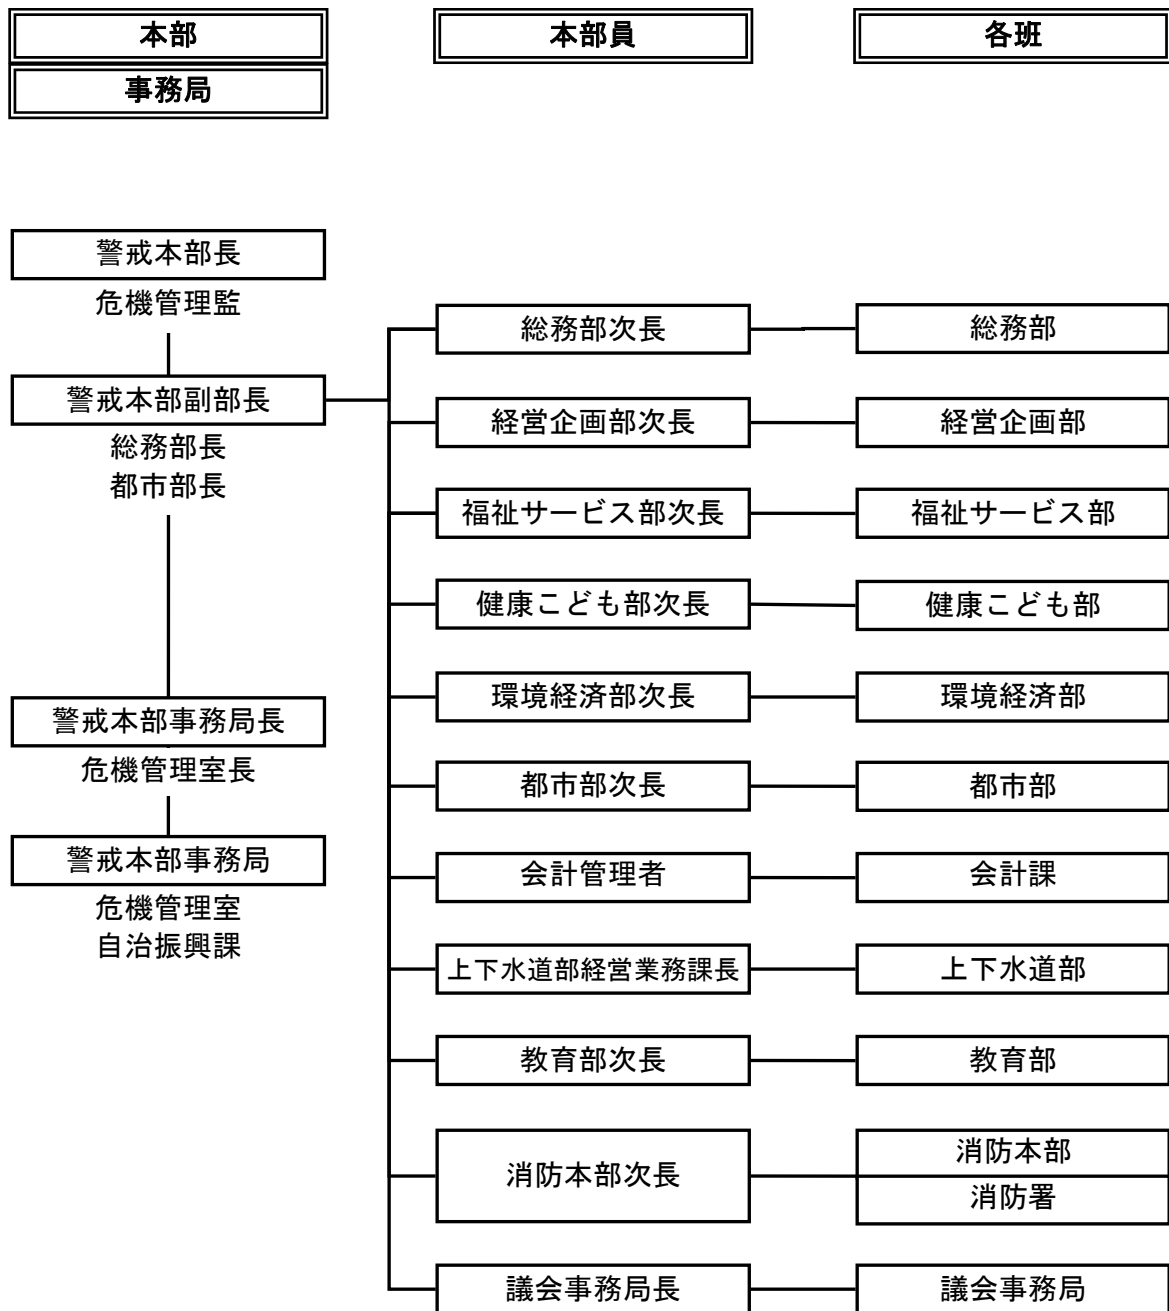 本部
本部員
各班
事務局
警戒本部長
危機管理監
警戒本部副部長
総務部長
都市部長
警戒本部事務局長
危機管理室長
警戒本部事務局
危機管理室
自治振興課
総務部次長
総務部
経営企画部次長
経営企画部
福祉サービス部次長
福祉サービス部
健康こども部次長
健康こども部
環境経済部次長
環境経済部
都市部次長
都市部
会計管理者
会計課
上下水道部経営業務課長
上下水道部
教育部次長
教育部
消防本部次長
消防本部
消防署
議会事務局長
議会事務局